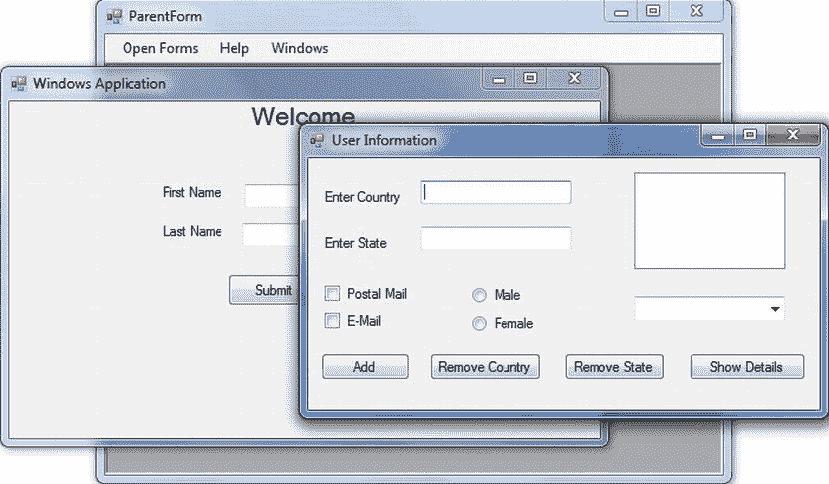 ParentForm
Open Forms Help Windows
Windows Application
Welcome
First Name
Last Name
Submit
User Information
Enter Country
Enter State
Postal Mail Male
E-Mail Female
Add Remove Country Remove State Show Details